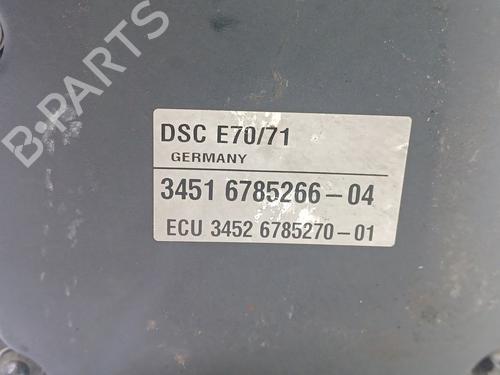 B-PARTS
DSC E70/71
GERMANY
3451 6785266-04
ECU 3452 6785270-01